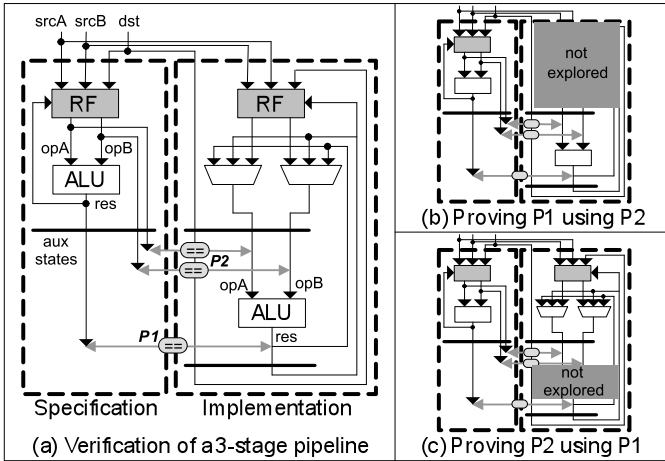 srcA srcB dst
RF
RF
opA opB
ALU
res
aux
states
==
==
P2
opA opB
ALU
P1
==
res
Specification Implementation
(a) Verification of a3-stage pipeline
not
explored
(b) Proving P1 using P2
not
explored
(c) Proving P2 using P1